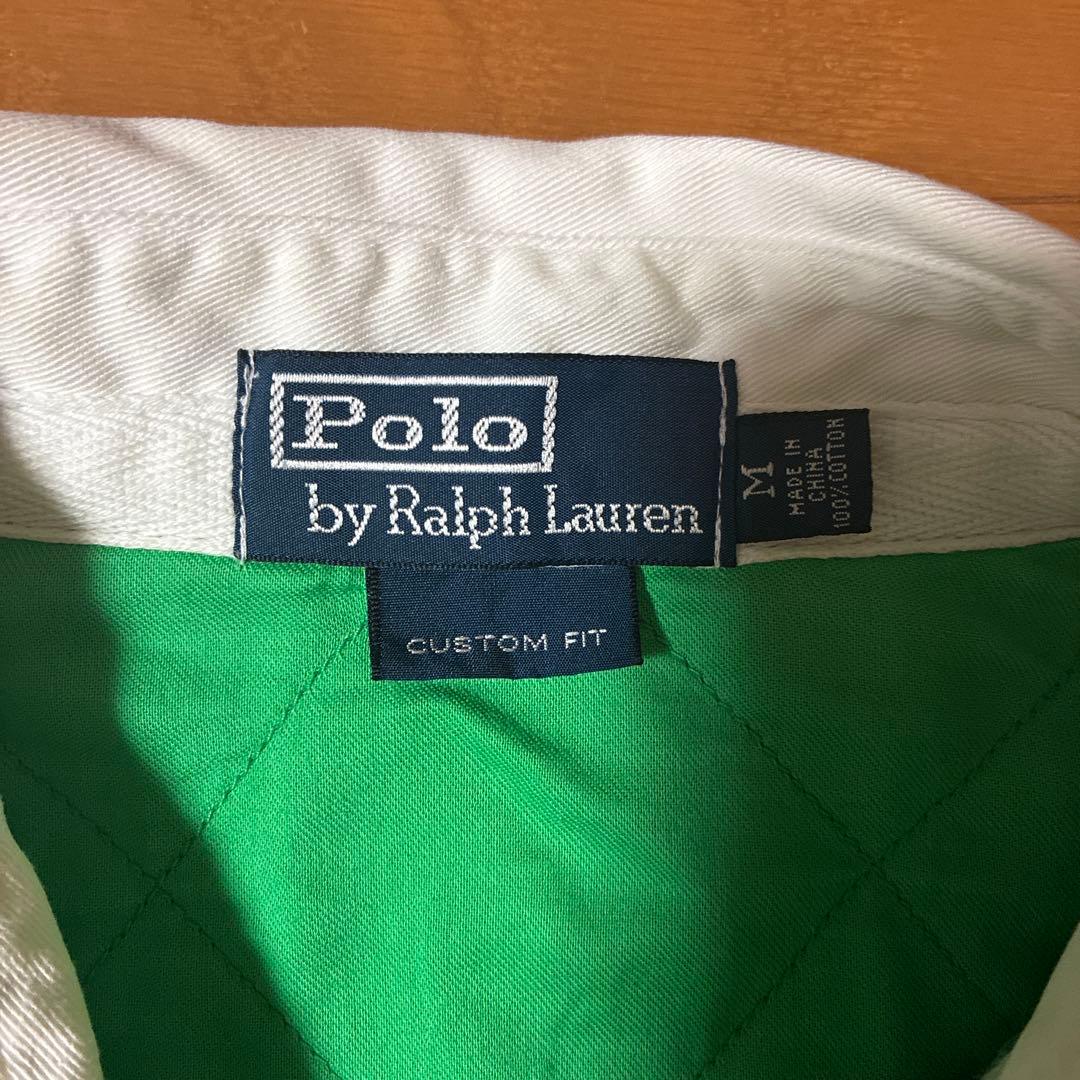 Polo
by Ralph Lauren
M
MADE IN
CHINA
100%COTTON
CUSTOM FIT